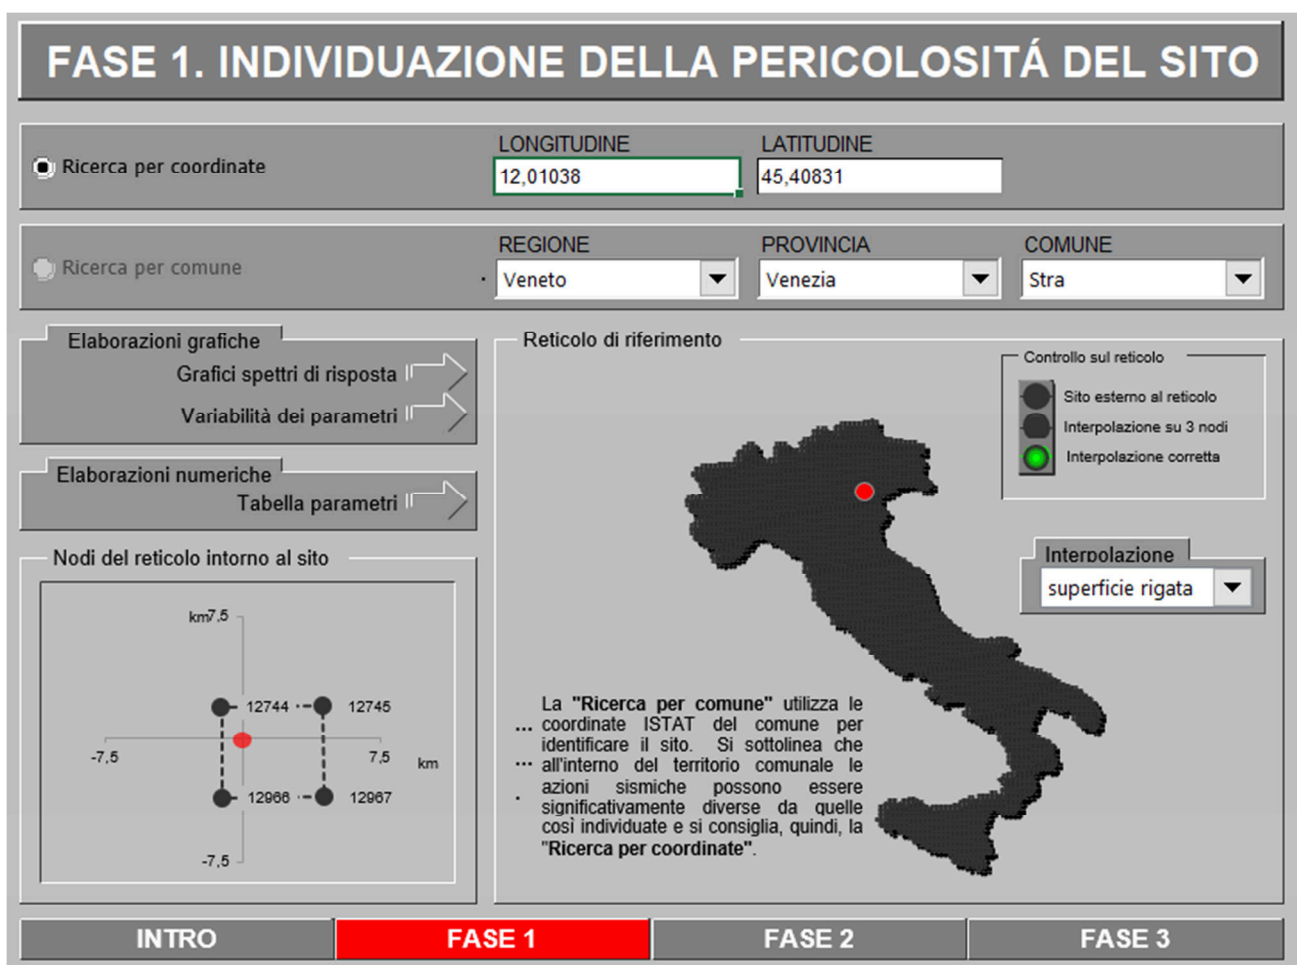 FASE 1. INDIVIDUAZIONE DELLA PERICOLOSITÁ DEL SITO
Ricerca per coordinate
LONGITUDINE
12,01038
LATITUDINE
45,40831
Ricerca per comune
REGIONE
Veneto
PROVINCIA
Venezia
COMUNE
Stra
Elaborazioni grafiche
Grafici spettri di risposta
Variabilità dei parametri
Elaborazioni numeriche
Tabella parametri
Nodi del reticolo intorno al sito
km7,5
12744
12745
-7,5
7,5
km
12966
12967
-7,5
Reticolo di riferimento
Controllo sul reticolo
Sito esterno al reticolo
Interpolazione su 3 nodi
Interpolazione corretta
Interpolazione
superficie rigata
La "Ricerca per comune" utilizza le
coordinate ISTAT del comune per
identificare il sito. Si sottolinea che
all'interno del territorio comunale le
azioni sismiche possono essere
significativamente diverse da quelle
così individuate e si consiglia, quindi, la
"Ricerca per coordinate".
INTRO
FASE 1
FASE 2
FASE 3